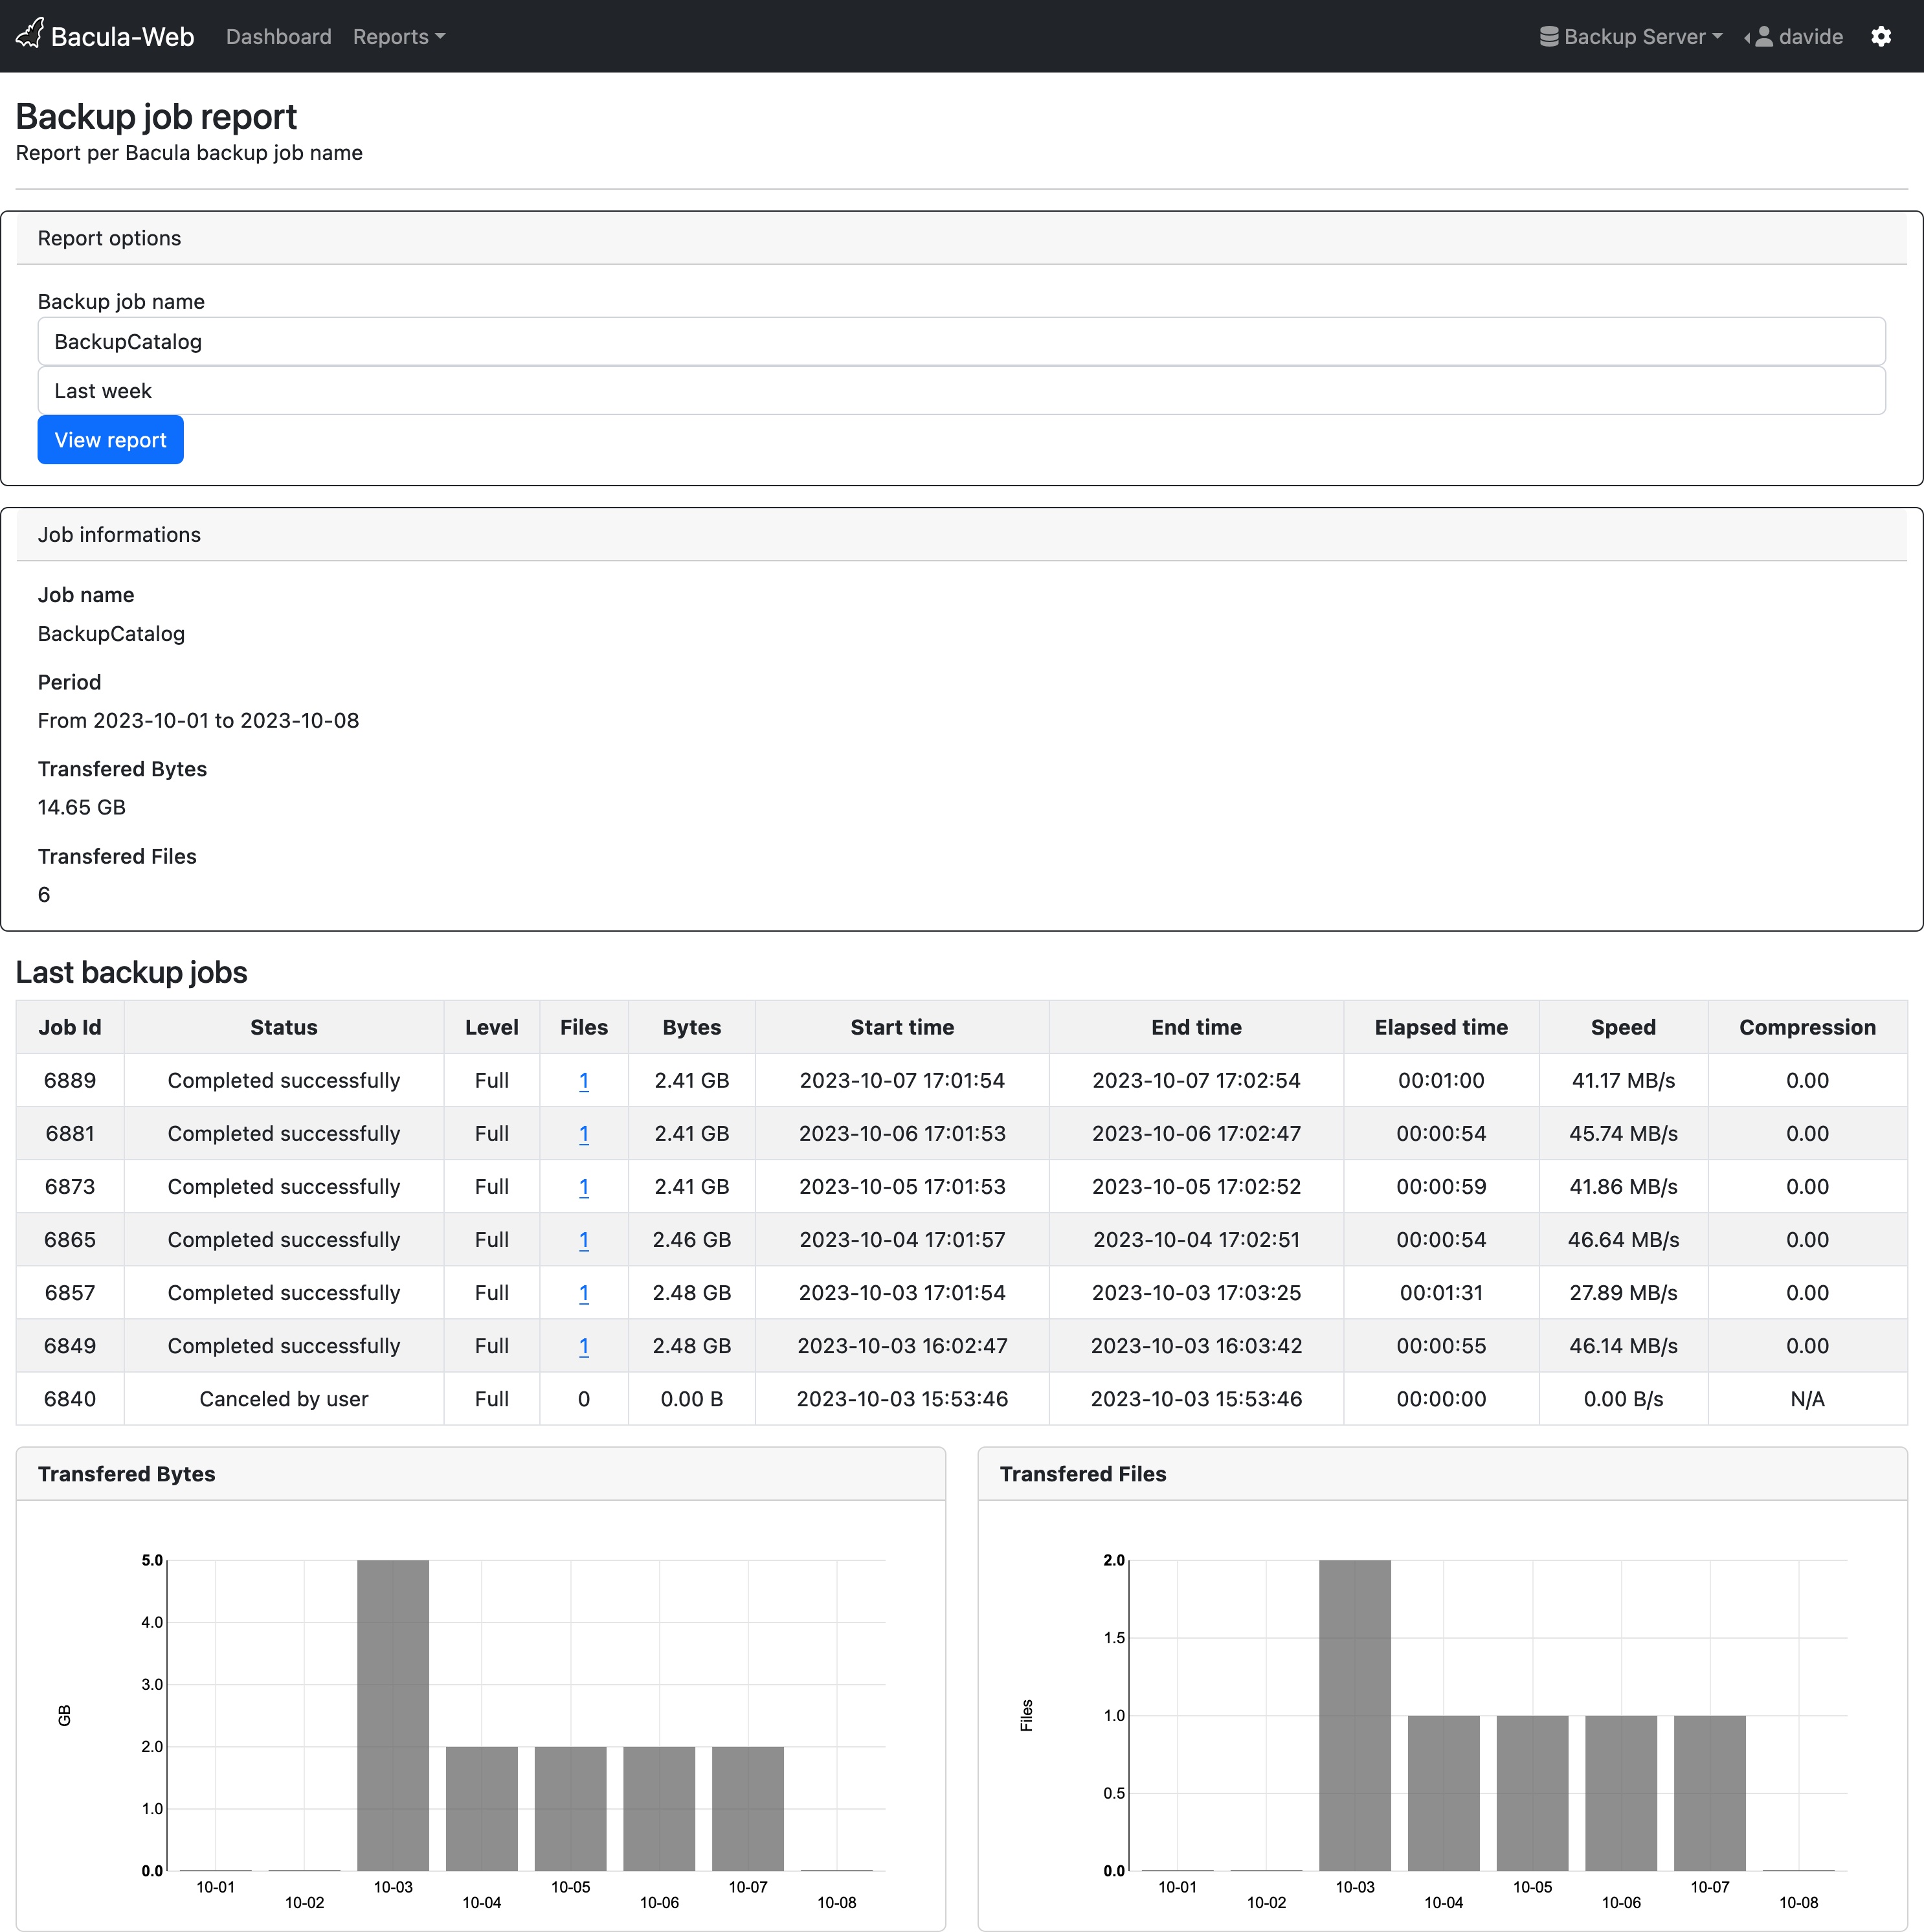 Bacula-Web Dashboard Reports Backup Server davide
Backup job report
Report per Bacula backup job name
Report options
Backup job name
BackupCatalog
Last week
View report
Job informations
Job name
BackupCatalog
Period
From 2023-10-01 to 2023-10-08
Transfered Bytes
14.65 GB
Transfered Files
6
Last backup jobs
Job Id Status Level Files Bytes Start time End time Elapsed time Speed Compression
6889 Completed successfully Full 1 2.41 GB 2023-10-07 17:01:54 2023-10-07 17:02:54 00:01:00 41.17 MB/s 0.00
6881 Completed successfully Full 1 2.41 GB 2023-10-06 17:01:53 2023-10-06 17:02:47 00:00:54 45.74 MB/s 0.00
6873 Completed successfully Full 1 2.41 GB 2023-10-05 17:01:53 2023-10-05 17:02:52 00:00:59 41.86 MB/s 0.00
6865 Completed successfully Full 1 2.46 GB 2023-10-04 17:01:57 2023-10-04 17:02:51 00:00:54 46.64 MB/s 0.00
6857 Completed successfully Full 1 2.48 GB 2023-10-03 17:01:54 2023-10-03 17:03:25 00:01:31 27.89 MB/s 0.00
6849 Completed successfully Full 1 2.48 GB 2023-10-03 16:02:47 2023-10-03 16:03:42 00:00:55 46.14 MB/s 0.00
6840 Canceled by user Full 0 0.00 B 2023-10-03 15:53:46 2023-10-03 15:53:46 00:00:00 0.00 B/s N/A
Transfered Bytes
5.0
4.0
3.0
GB
2.0
1.0
0.0
10-01 10-02 10-03 10-04 10-05 10-06 10-07 10-08
Transfered Files
2.0
1.5
Files
1.0
0.5
0.0
10-01 10-02 10-03 10-04 10-05 10-06 10-07 10-08